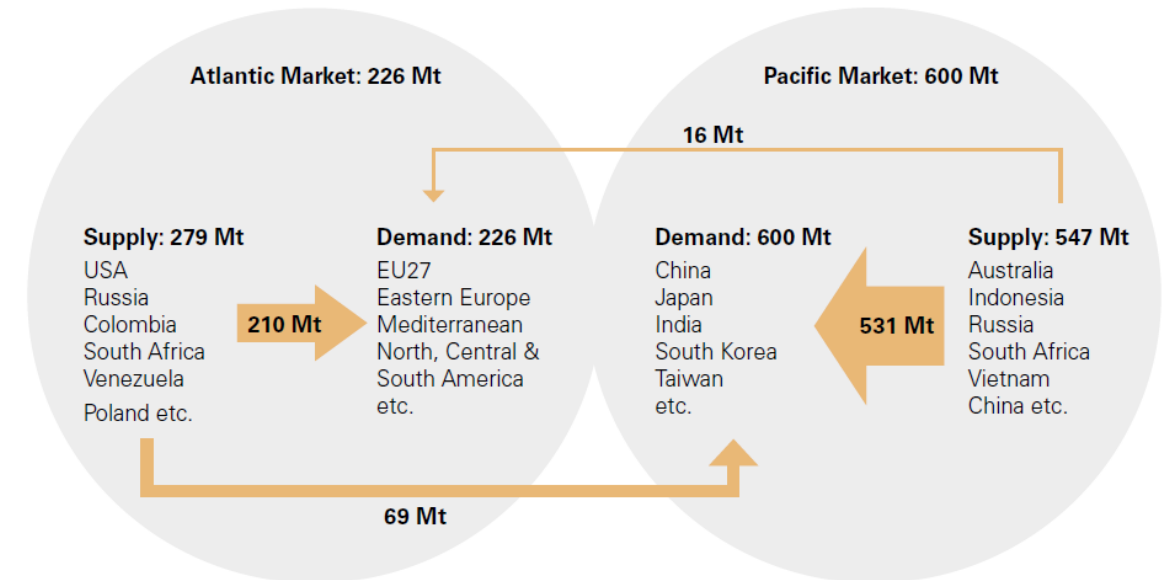 Atlantic Market: 226 Mt
Pacific Market: 600 Mt
16 Mt
Supply: 279 Mt
USA
Russia
Colombia
South Africa
Venezuela
Poland etc.
210 Mt
Demand: 226 Mt
EU27
Eastern Europe
Mediterranean
North, Central &
South America
etc.
Demand: 600 Mt
China
Japan
India
South Korea
Taiwan
etc.
531 Mt
Supply: 547 Mt
Australia
Indonesia
Russia
South Africa
Vietnam
China etc.
69 Mt